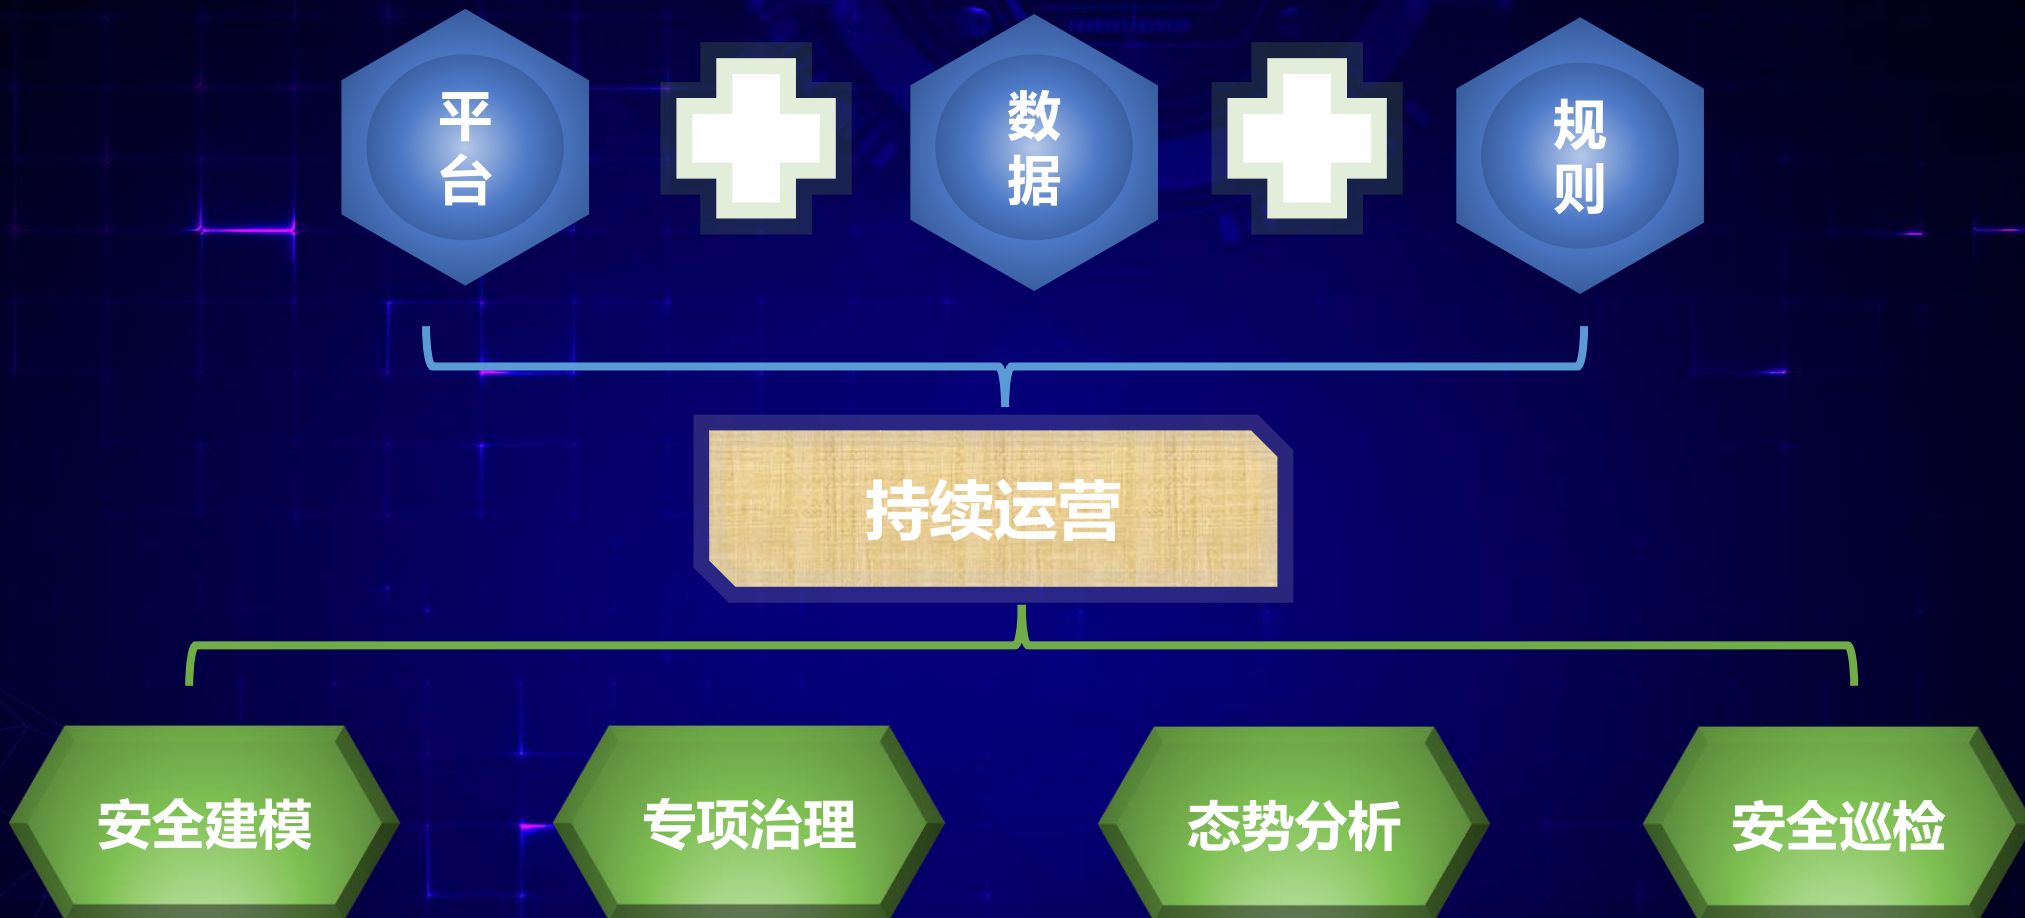 平
台
数
据
规
则
持续运营
安全建模
专项治理
态势分析
安全巡检